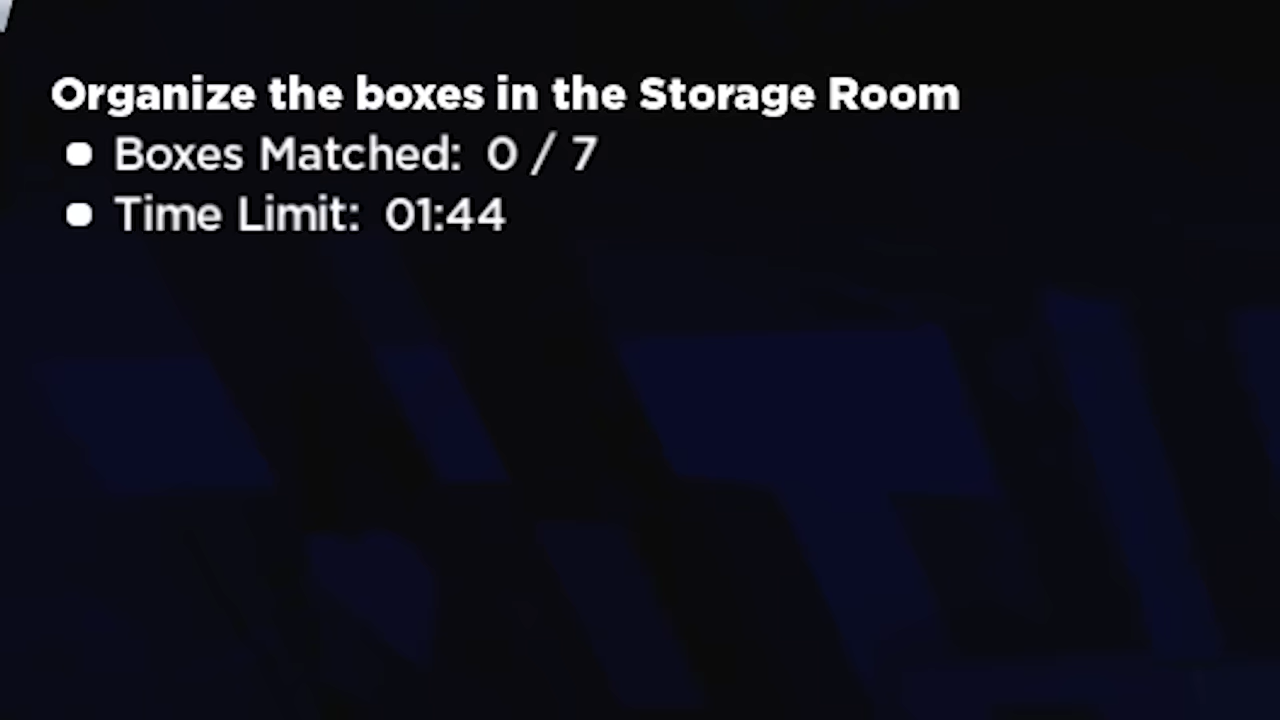 Organize the boxes in the Storage Room
Boxes Matched: 0 / 7
Time Limit: 01:44